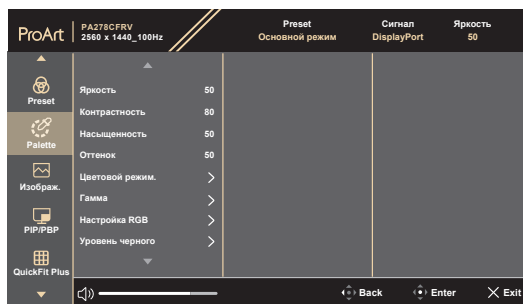 ProArt
PA278CFRV
2560 x 1440_100Hz
Preset
Основной режим
Сигнал
DisplayPort
Яркость
50
Preset
Palette
Изображ.
PIP/PBP
QuickFit Plus
Яркость 50
Контрастность 80
Насыщенность 50
Оттенок 50
Цветовой режим.
Гамма
Настройка RGB
Уровень черного
Back
Enter
Exit